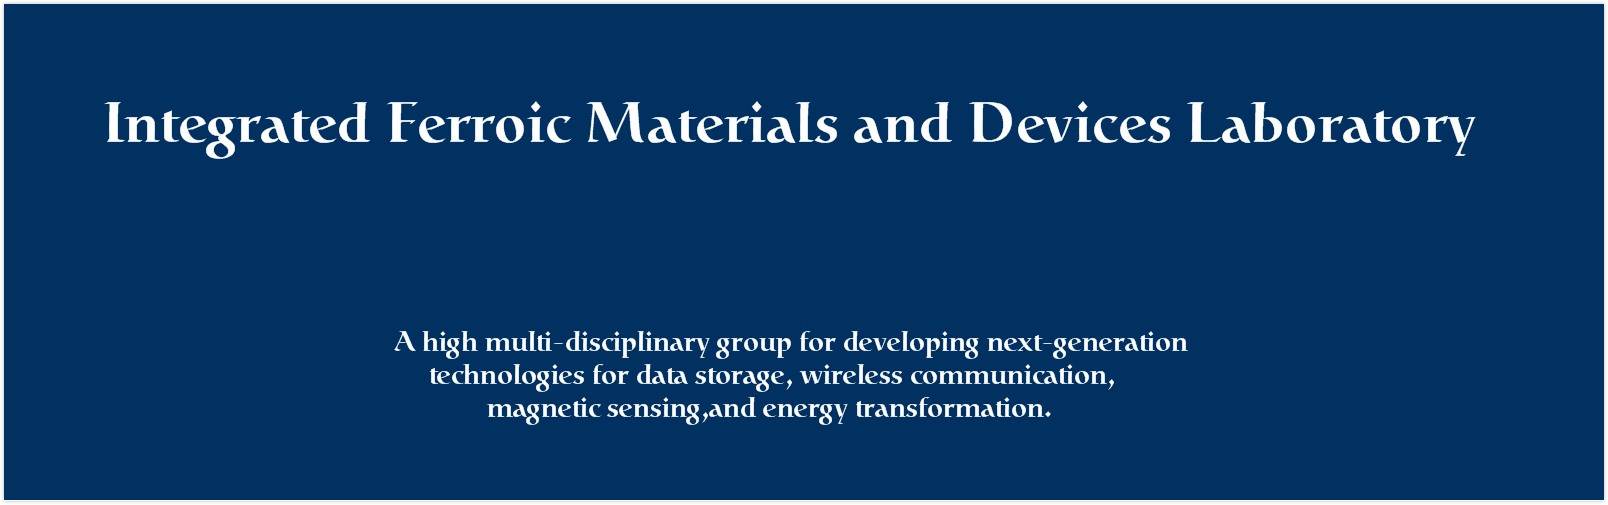 Integrated Ferroic Materials and Devices Laboratory
A high multi-disciplinary group for developing next-generation
technologies for data storage, wireless communication,
magnetic sensing,and energy transformation.